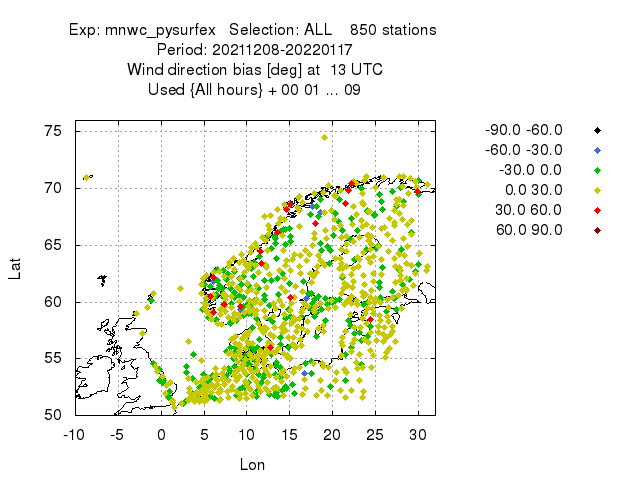 Exp: mnwc_pysurfex   Selection: ALL    850 stations
Period: 20211208-20220117
Wind direction bias [deg] at  13 UTC
Used {All hours} + 00 01 ... 09
-90.0 -60.0
-60.0 -30.0
-30.0 0.0
0.0 30.0
30.0 60.0
60.0 90.0
75
70
65
60
55
50
Lat
-10 -5 0 5 10 15 20 25 30
Lon